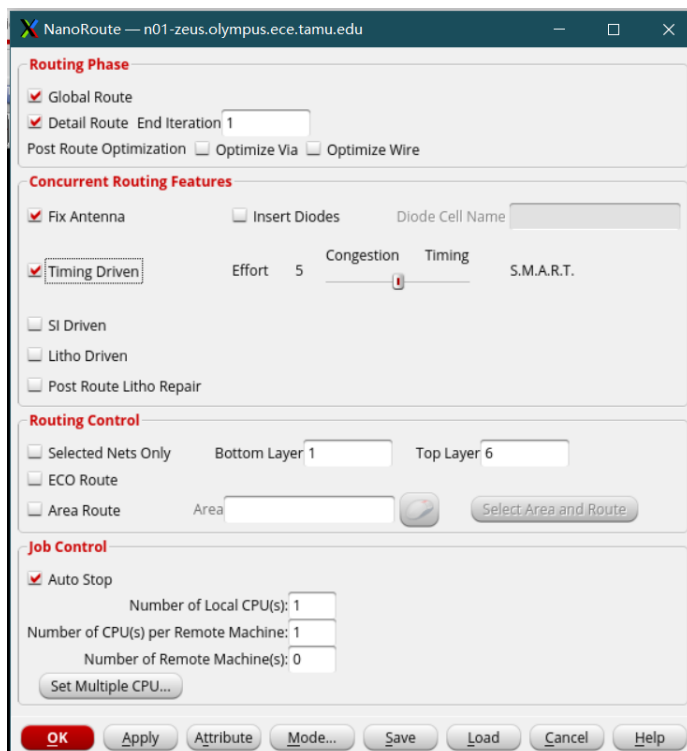 NanoRoute — n01-zeus.olympus.ece.tamu.edu
Routing Phase
Global Route
Detail Route End Iteration 1
Post Route Optimization Optimize Via Optimize Wire
Concurrent Routing Features
Fix Antenna Insert Diodes Diode Cell Name
Congestion Timing
Timing Driven Effort 5 S.M.A.R.T.
SI Driven
Litho Driven
Post Route Litho Repair
Routing Control
Selected Nets Only Bottom Layer 1 Top Layer 6
ECO Route
Area Route Area Select Area and Route
Job Control
Auto Stop
Number of Local CPU(s): 1
Number of CPU(s) per Remote Machine: 1
Number of Remote Machine(s): 0
Set Multiple CPU...
OK Apply Attribute Mode... Save Load Cancel Help